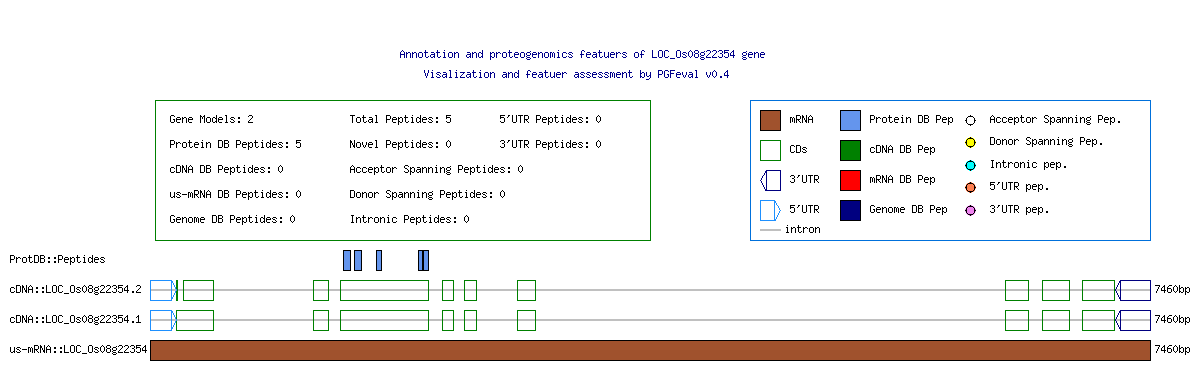 Annotation and proteogenomics featuers of LOC_Os08g22354 gene
Visalization and featuer assessment by PGFeval v0.4
Gene Models: 2
Total Peptides: 5
5'UTR Peptides: 0
Protein DB Peptides: 5
Novel Peptides: 0
3'UTR Peptides: 0
cDNA DB Peptides: 0
Acceptor Spanning Peptides: 0
us-mRNA DB Peptides: 0
Donor Spanning Peptides: 0
Genome DB Peptides: 0
Intronic Peptides: 0
mRNA
Protein DB Pep
Acceptor Spanning Pep.
CDs
cDNA DB Pep
Donor Spanning Pep.
3'UTR
mRNA DB Pep
Intronic pep.
5'UTR
Genome DB Pep
5'UTR pep.
3'UTR pep.
intron
ProtDB::Peptides
cDNA::LOC_Os08g22354.2
7460bp
cDNA::LOC_Os08g22354.1
7460bp
us-mRNA::LOC_Os08g22354
7460bp